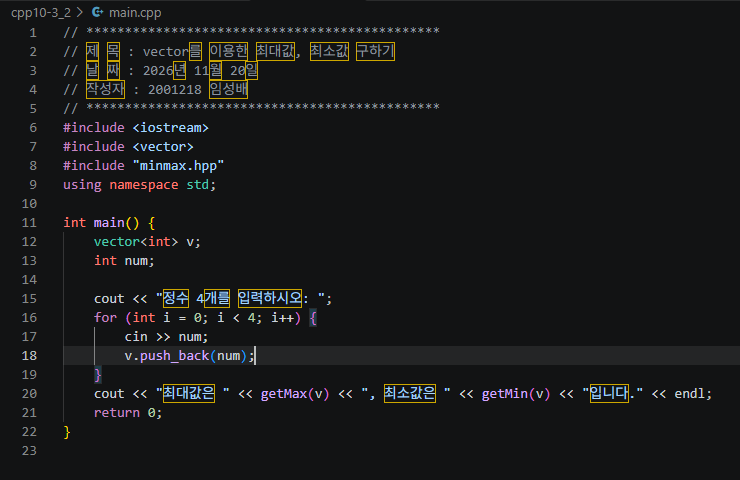 cpp10-3_2 > main.cpp
1 // **********************************************
2 // 제 목 : vector를 이용한 최대값, 최소값 구하기
3 // 날 짜 : 2026년 11월 20일
4 // 작성자 : 2001218 임성배
5 // **********************************************
6 #include <iostream>
7 #include <vector>
8 #include "minmax.hpp"
9 using namespace std;
10
11 int main() {
12     vector<int> v;
13     int num;
14
15     cout << "정수 4개를 입력하시오: ";
16     for (int i = 0; i < 4; i++) {
17         cin >> num;
18         v.push_back(num);
19     }
20     cout << "최대값은 " << getMax(v) << ", 최소값은 " << getMin(v) << "입니다." << endl;
21     return 0;
22 }
23